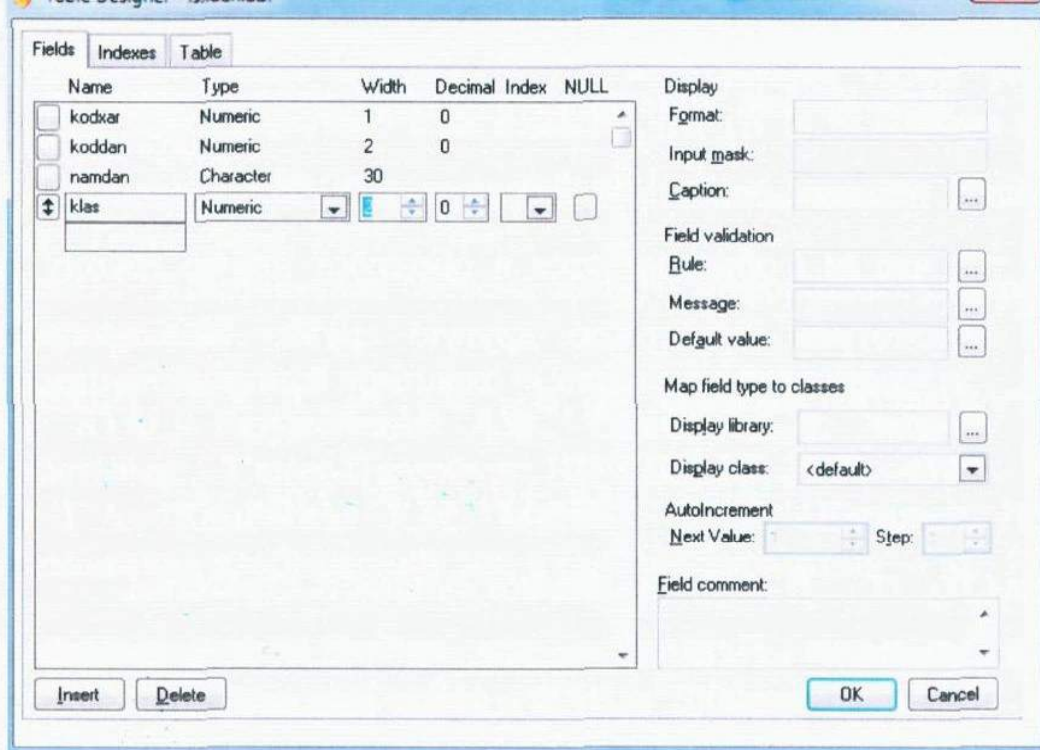 Table Designer
Fields Indexes Table
Name Type Width Decimal Index NULL
kodxar Numeric 1 0
koddan Numeric 2 0
namdan Character 30
klas Numeric 0
Display
Format:
Input mask:
Caption: ...
Field validation
Rule: ...
Message: ...
Default value: ...
Map field type to classes
Display library: ...
Display class: <default>
AutoIncrement
Next Value: Step:
Field comment:
Insert Delete OK Cancel